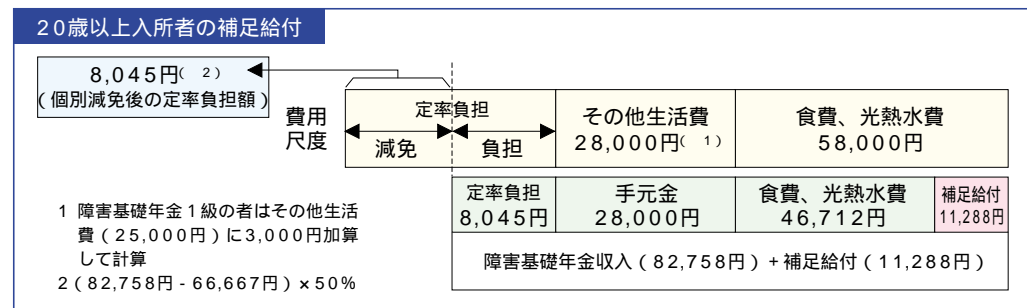 20歳以上入所者の補足給付
8,045円( 2)
(個別減免後の定率負担額)
費用
尺度
定率負担
減免
負担
その他生活費
28,000円( 1)
食費、光熱水費
58,000円
定率負担
8,045円
手元金
28,000円
食費、光熱水費
46,712円
補足給付
11,288円
障害基礎年金収入(82,758円)+補足給付(11,288円)
1 障害基礎年金1級の者はその他生活
費(25,000円)に3,000円加算
して計算
2(82,758円-66,667円)×50%